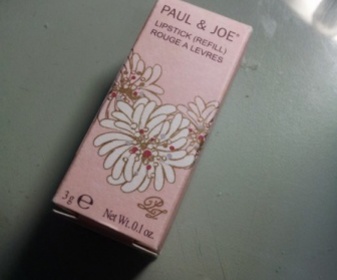 PAUL & JOE
LIPSTICK (REFILL)
ROUGE A LEVRES
3g e Net Wt. 0.1 oz.